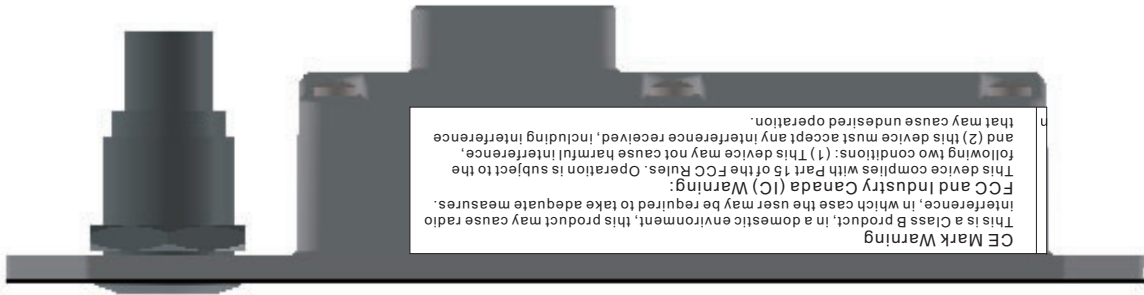 CE Mark Warning
This is a Class B product, in a domestic environment, this product may cause radio
interference, in which case the user may be required to take adequate measures.
FCC and Industry Canada (IC) Warning:
This device complies with Part 15 of the FCC Rules. Operation is subject to the
following two conditions: (1) This device may not cause harmful interference,
and (2) this device must accept any interference received, including interference
that may cause undesired operation.